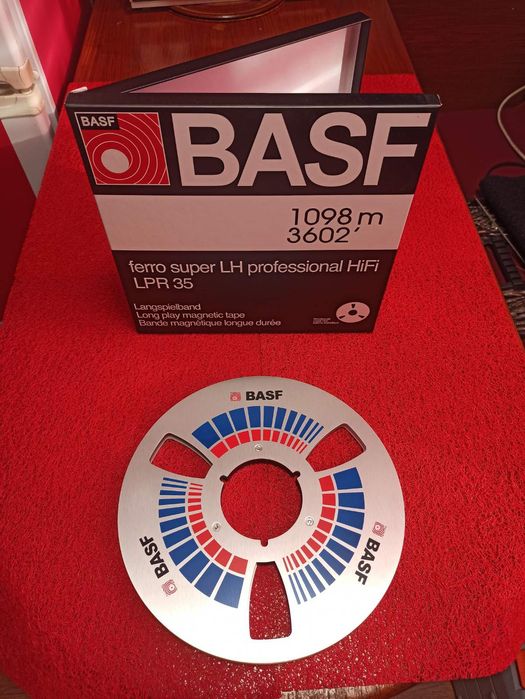 BASF
BASF
1098 m
3602′
ferro super LH professional HiFi
LPR 35
Langspielband
Long play magnetic tape
Bande magnétique longue durée
BASF
BASF
BASF